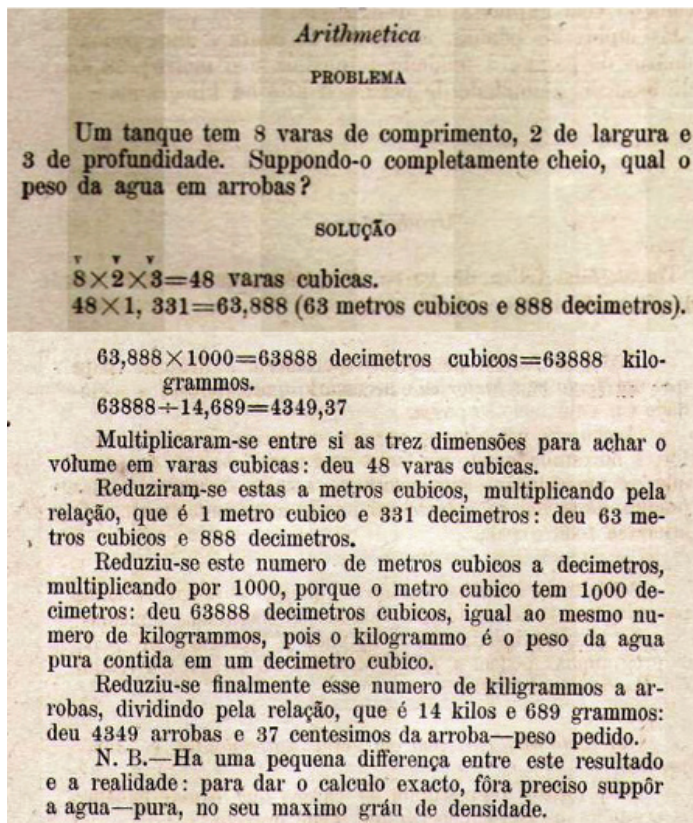 Arithmetica
PROBLEMA
Um tanque tem 8 varas de comprimento, 2 de largura e
3 de profundidade. Suppondo-o completamente cheio, qual o
peso da agua em arrobas?
SOLUÇÃO
v v v
8×2×3=48 varas cubicas.
48×1, 331=63,888 (63 metros cubicos e 888 decimetros).
63,888×1000=63888 decimetros cubicos=63888 kilo-
grammos.
63888÷14,689=4349,37
Multiplicaram-se entre si as trez dimensões para achar o
volume em varas cubicas: deu 48 varas cubicas.
Reduziram-se estas a metros cubicos, multiplicando pela
relação, que é 1 metro cubico e 331 decimetros: deu 63 me-
tros cubicos e 888 decimetros.
Reduziu-se este numero de metros cubicos a decimetros,
multiplicando por 1000, porque o metro cubico tem 1000 de-
cimetros: deu 63888 decimetros cubicos, igual ao mesmo nu-
mero de kilogrammos, pois o kilogrammo é o peso da agua
pura contida em um decimetro cubico.
Reduziu-se finalmente esse numero de kiligrammos a ar-
robas, dividindo pela relação, que é 14 kilos e 689 grammos:
deu 4349 arrobas e 37 centesimos da arroba—peso pedido.
N. B.—Ha uma pequena differença entre este resultado
e a realidade: para dar o calculo exacto, fôra preciso suppôr
a agua—pura, no seu maximo gráu de densidade.